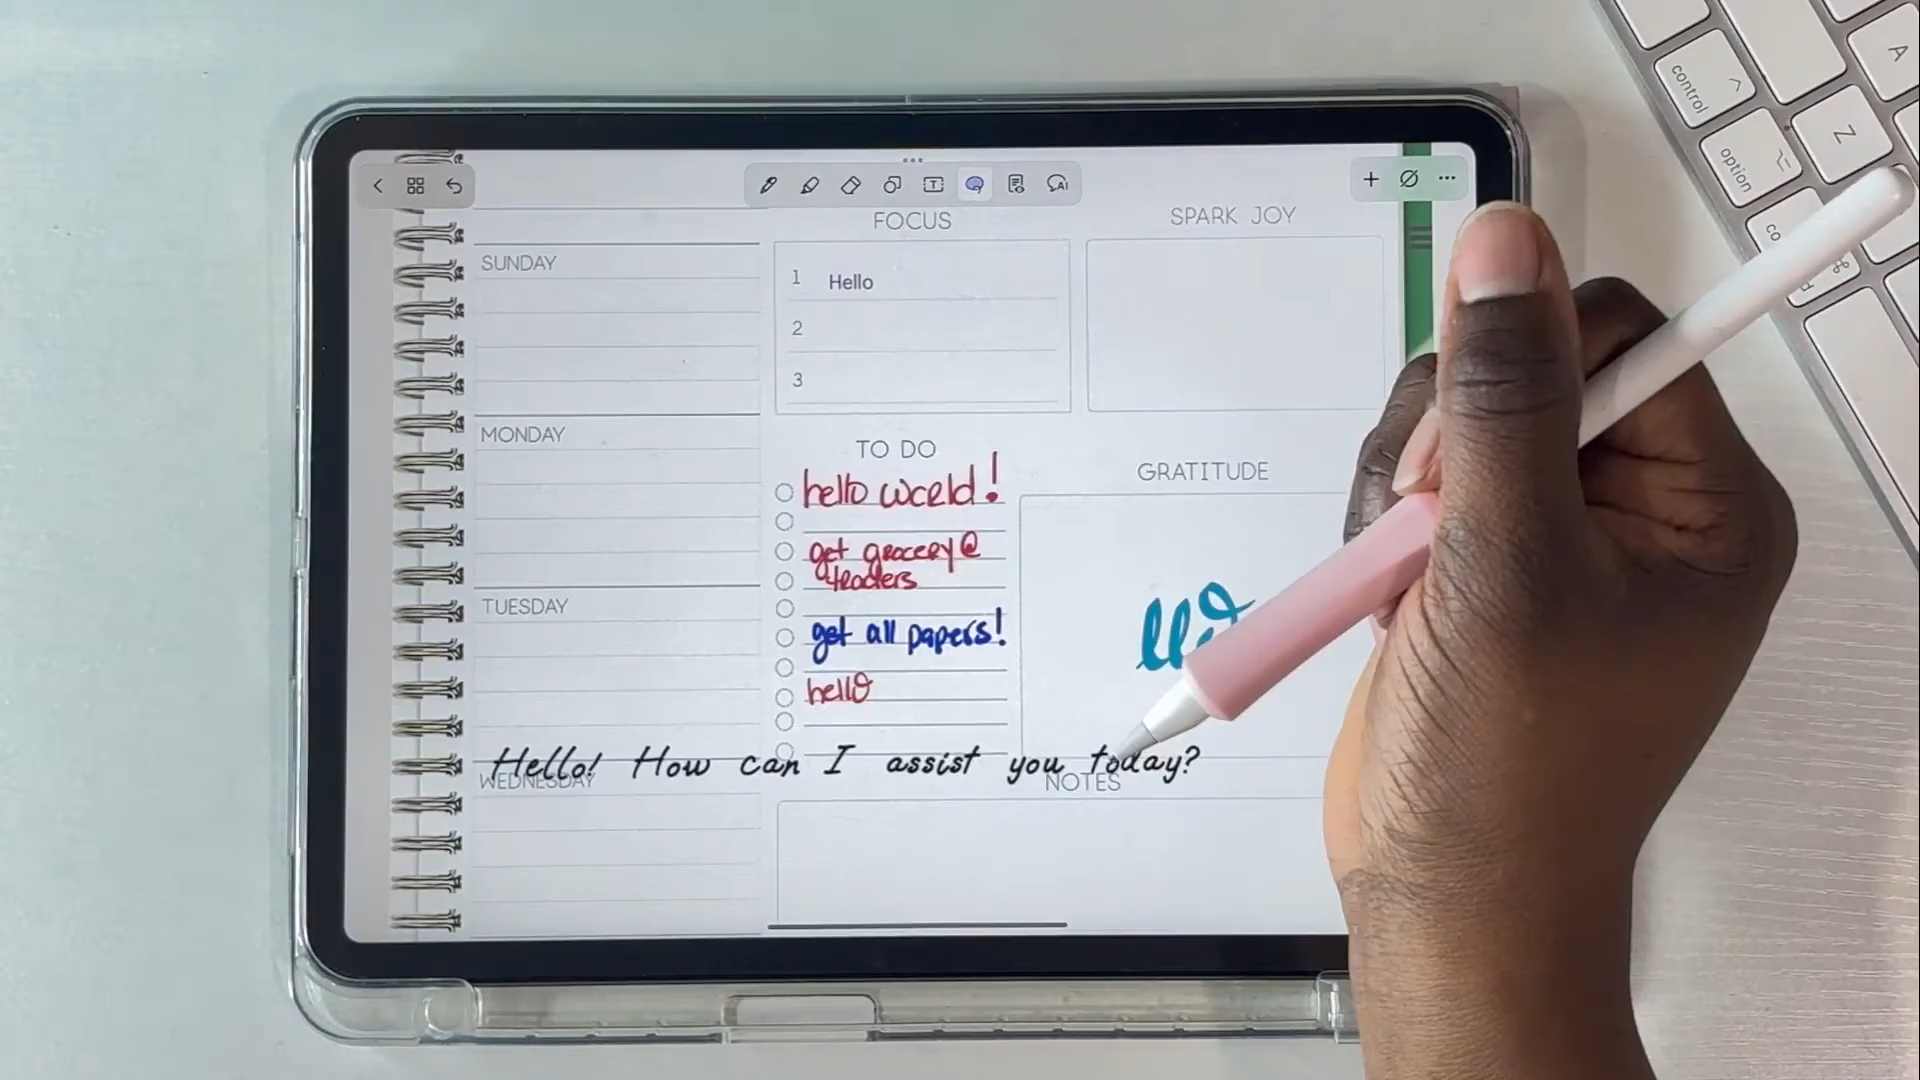 FOCUS
SPARK JOY
SUNDAY
1 Hello
2
3
MONDAY
TO DO
hello world!
get grocery @
traders
get all papers!
hello
GRATITUDE
TUESDAY
Hello! How can I assist you today?
WEDNESDAY
NOTES
T
AI
control
option
A
Z